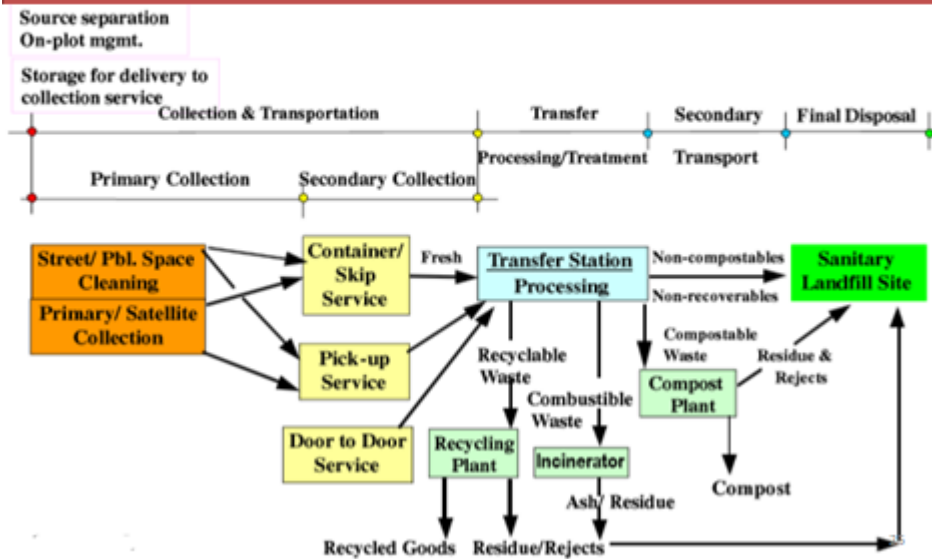 Source separation
On-plot mgmt.
Storage for delivery to
collection service
Collection & Transportation
Transfer
Secondary
Final Disposal
Processing/Treatment
Transport
Primary Collection
Secondary Collection
Street/ Pbl. Space
Cleaning
Primary/ Satellite
Collection
Container/
Skip
Service
Fresh
Transfer Station
Processing
Non-compostables
Non-recoverables
Sanitary
Landfill Site
Pick-up
Service
Recyclable
Waste
Compostable
Waste
Residue &
Rejects
Compost
Plant
Combustible
Waste
Door to Door
Service
Recycling
Plant
Incinerator
Compost
Ash/ Residue
Recycled Goods
Residue/Rejects